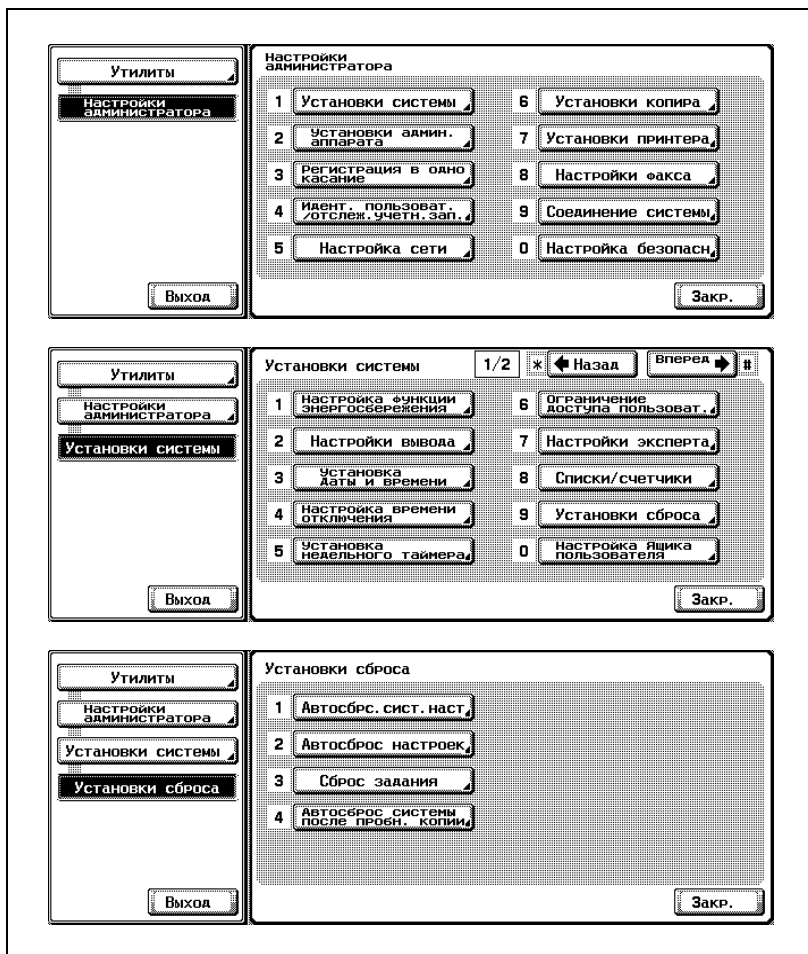 Утилиты
Настройки
администратора
Выход
Настройки
администратора
1 Установки системы
2 Установки админ.
аппарата
3 Регистрация в одно
касание
4 Идент. пользоват.
/отслеж.учетн.зап.
5 Настройка сети
6 Установки копира
7 Установки принтера
8 Настройки факса
9 Соединение системы
0 Настройка безопасн
Закр.
Утилиты
Настройки
администратора
Установки системы
Выход
Установки системы 1/2 * Назад Вперед #
1 Настройка функции
энергосбережения
2 Настройки вывода
3 Установка
даты и времени
4 Настройка времени
отключения
5 Установка
недельного таймера
6 Ограничение
доступа пользоват.
7 Настройки эксперта
8 Списки/счетчики
9 Установки сброса
0 Настройка Ящика
пользователя
Закр.
Утилиты
Настройки
администратора
Установки системы
Установки сброса
Выход
Установки сброса
1 Автосбрс.сист.наст
2 Автосброс настроек
3 Сброс задания
4 Автосброс системы
после пробн. копии
Закр.